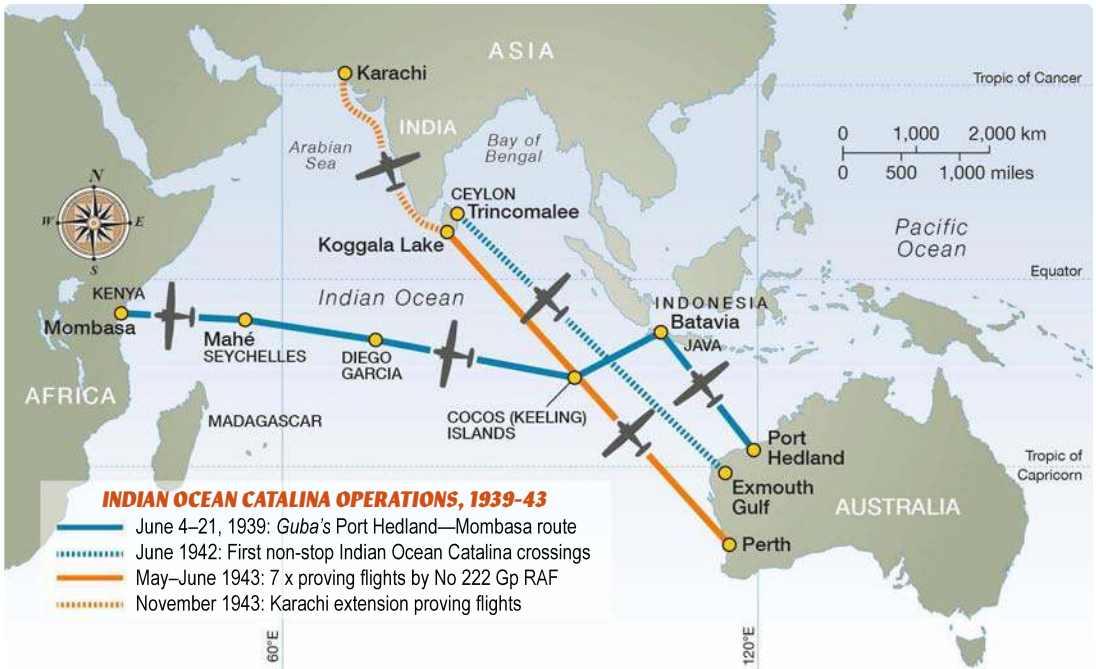 ASIA
Karachi
Tropic of Cancer
INDIA
Arabian
Sea
Bay of
Bengal
0 1,000 2,000 km
0 500 1,000 miles
N
W E
S
CEYLON
Trincomalee
Koggala Lake
Pacific
Ocean
Equator
KENYA
Mombasa
Indian Ocean
Mahé
SEYCHELLES
DIEGO
GARCIA
INDONESIA
Batavia
JAVA
AFRICA
MADAGASCAR
COCOS (KEELING)
ISLANDS
Port
Hedland
Tropic of
Capricorn
Exmouth
Gulf
AUSTRALIA
Perth
INDIAN OCEAN CATALINA OPERATIONS, 1939-43
June 4–21, 1939: Guba's Port Hedland—Mombasa route
June 1942: First non-stop Indian Ocean Catalina crossings
May–June 1943: 7 x proving flights by No 222 Gp RAF
November 1943: Karachi extension proving flights
60°E
120°E